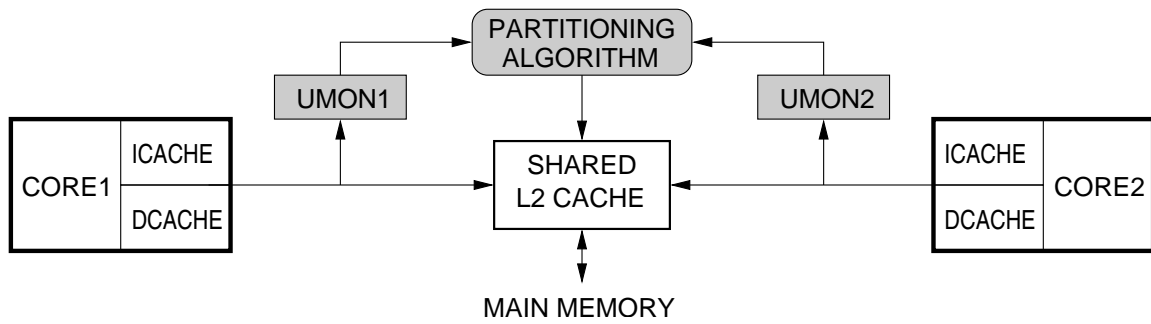 PARTITIONING
ALGORITHM
UMON1
UMON2
CORE1
ICACHE
DCACHE
SHARED
L2 CACHE
ICACHE
DCACHE
CORE2
MAIN MEMORY